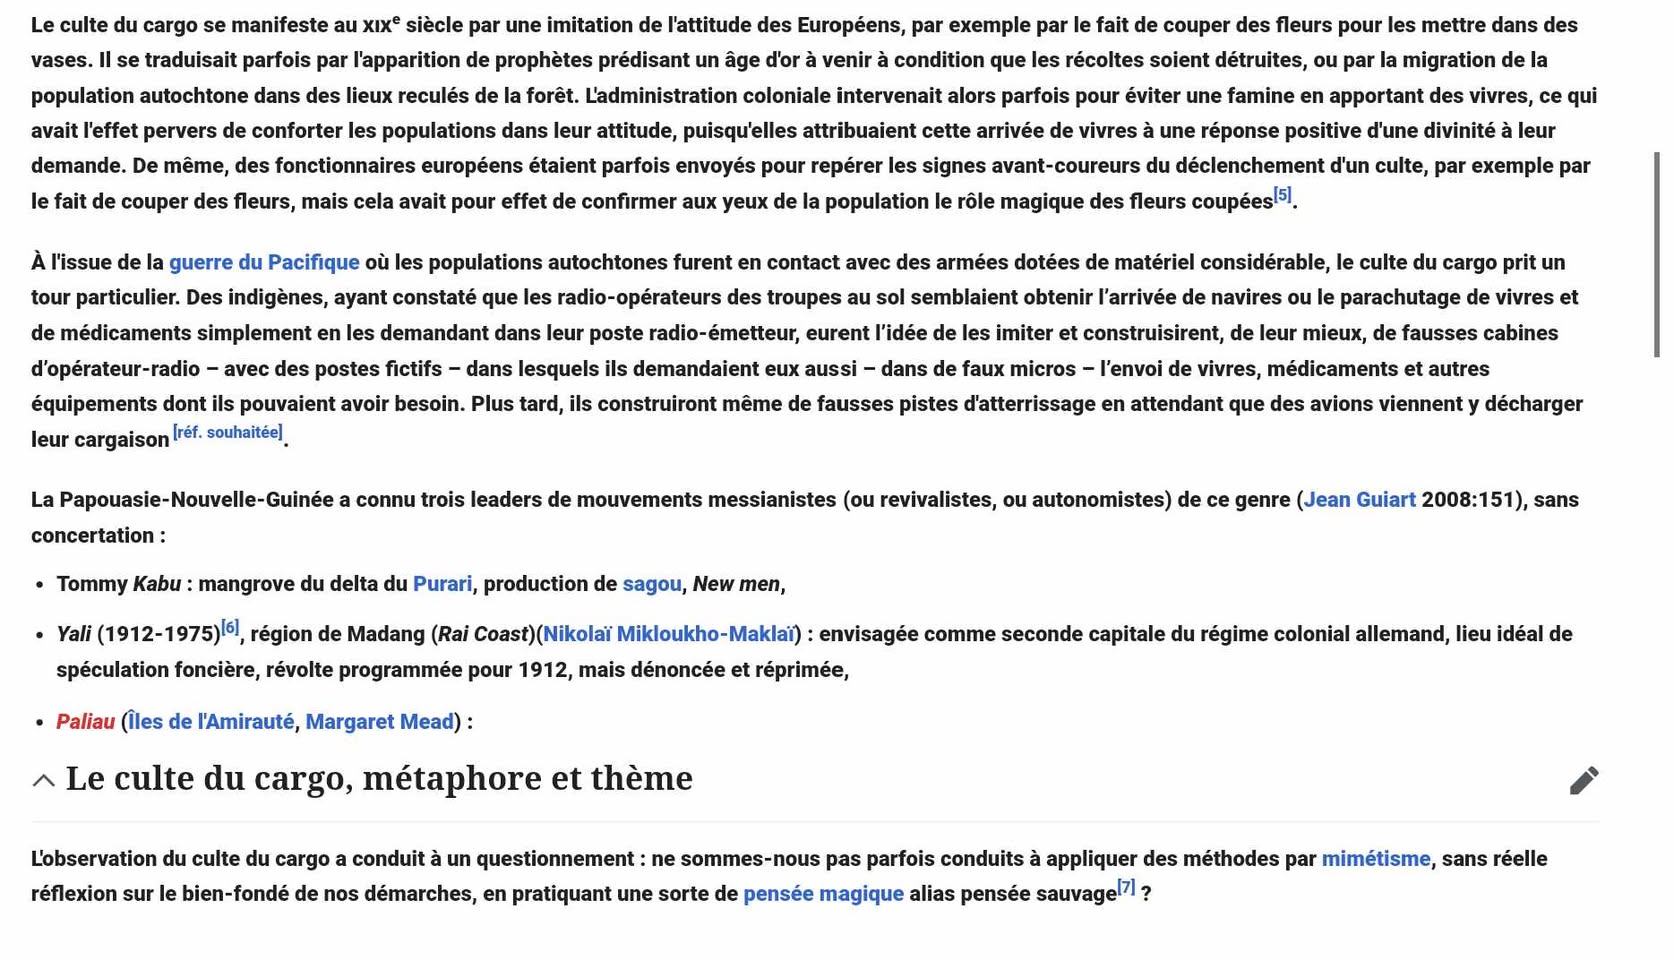 Le culte du cargo se manifeste au XIXe siècle par une imitation de l'attitude des Européens, par exemple par le fait de couper des fleurs pour les mettre dans des
vases. Il se traduisait parfois par l'apparition de prophètes prédisant un âge d'or à venir à condition que les récoltes soient détruites, ou par la migration de la
population autochtone dans des lieux reculés de la forêt. L'administration coloniale intervenait alors parfois pour éviter une famine en apportant des vivres, ce qui
avait l'effet pervers de conforter les populations dans leur attitude, puisqu'elles attribuaient cette arrivée de vivres à une réponse positive d'une divinité à leur
demande. De même, des fonctionnaires européens étaient parfois envoyés pour repérer les signes avant-coureurs du déclenchement d'un culte, par exemple par
le fait de couper des fleurs, mais cela avait pour effet de confirmer aux yeux de la population le rôle magique des fleurs coupées[5].
À l'issue de la guerre du Pacifique où les populations autochtones furent en contact avec des armées dotées de matériel considérable, le culte du cargo prit un
tour particulier. Des indigènes, ayant constaté que les radio-opérateurs des troupes au sol semblaient obtenir l’arrivée de navires ou le parachutage de vivres et
de médicaments simplement en les demandant dans leur poste radio-émetteur, eurent l’idée de les imiter et construisirent, de leur mieux, de fausses cabines
d’opérateur-radio – avec des postes fictifs – dans lesquels ils demandaient eux aussi – dans de faux micros – l’envoi de vivres, médicaments et autres
équipements dont ils pouvaient avoir besoin. Plus tard, ils construiront même de fausses pistes d'atterrissage en attendant que des avions viennent y décharger
leur cargaison [réf. souhaitée].
La Papouasie-Nouvelle-Guinée a connu trois leaders de mouvements messianistes (ou revivalistes, ou autonomistes) de ce genre (Jean Guiart 2008:151), sans
concertation :
• Tommy Kabu : mangrove du delta du Purari, production de sagou, New men,
• Yali (1912-1975)[6], région de Madang (Rai Coast)(Nikolaï Mikloukho-Maklaï) : envisagée comme seconde capitale du régime colonial allemand, lieu idéal de
spéculation foncière, révolte programmée pour 1912, mais dénoncée et réprimée,
• Paliau (Îles de l'Amirauté, Margaret Mead) :
Le culte du cargo, métaphore et thème
L'observation du culte du cargo a conduit à un questionnement : ne sommes-nous pas parfois conduits à appliquer des méthodes par mimétisme, sans réelle
réflexion sur le bien-fondé de nos démarches, en pratiquant une sorte de pensée magique alias pensée sauvage[7] ?